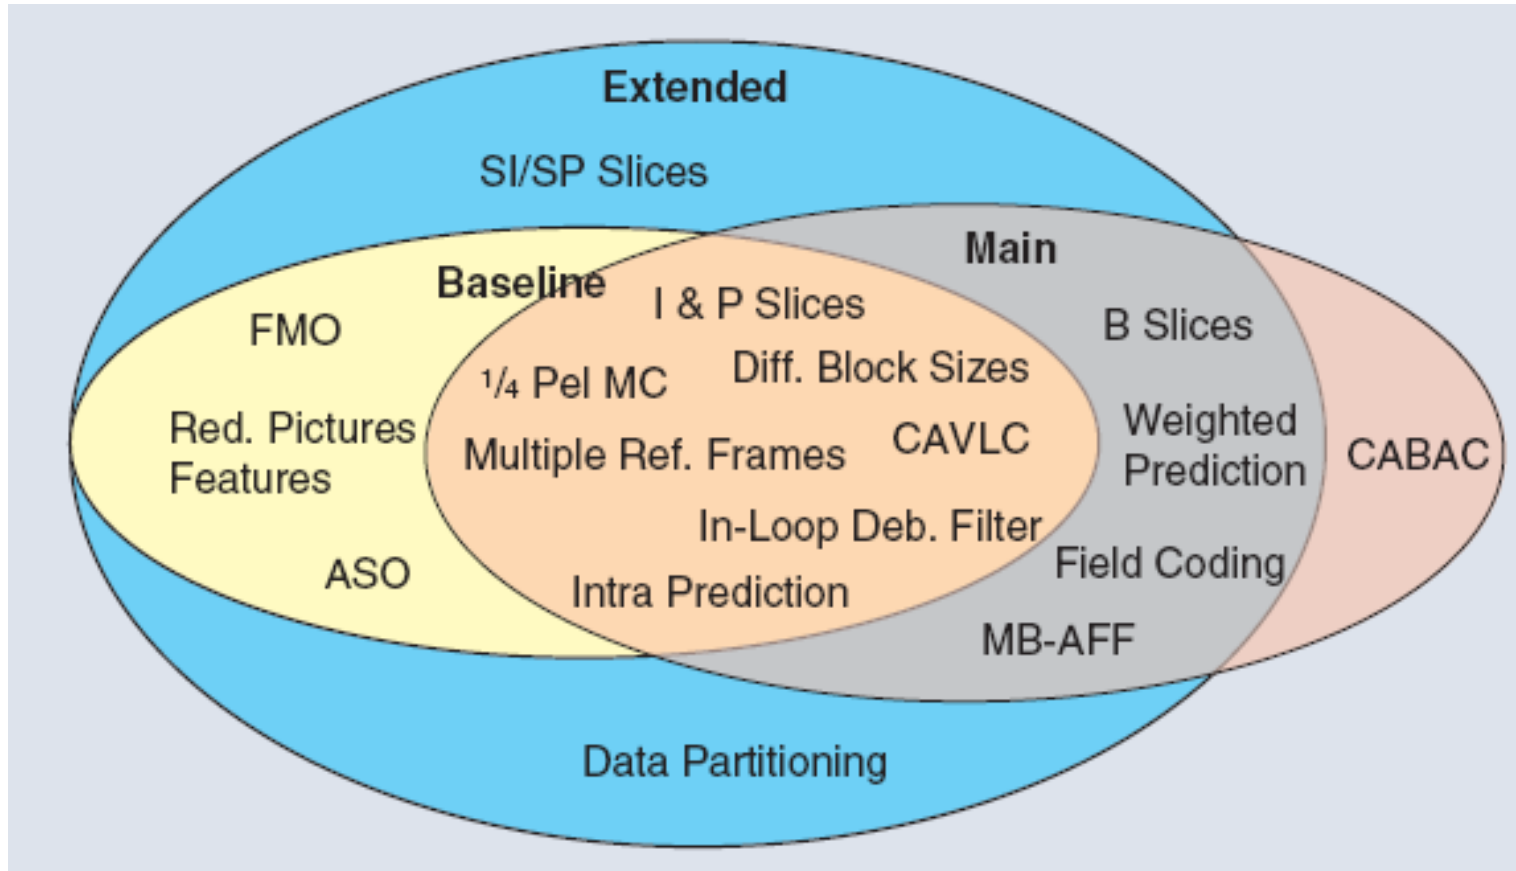 Extended
SI/SP Slices
Main
Baseline
I & P Slices
FMO
B Slices
Diff. Block Sizes
1/4 Pel MC
Red. Pictures
Features
Weighted
Prediction
CAVLC
Multiple Ref. Frames
CABAC
In-Loop Deb. Filter
Field Coding
ASO
Intra Prediction
MB-AFF
Data Partitioning